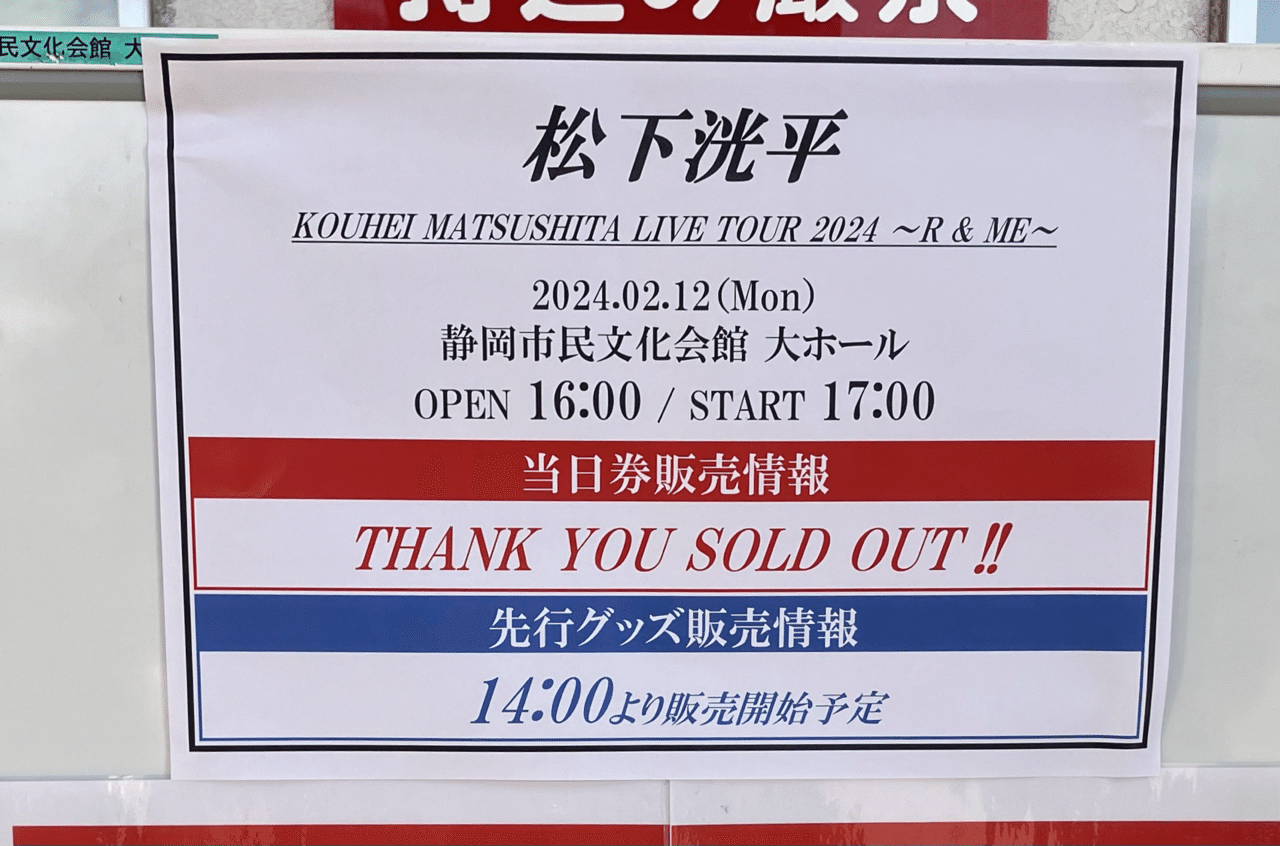 民文化会館 大
松下洸平
KOUHEI MATSUSHITA LIVE TOUR 2024 ～R & ME～
2024.02.12(Mon)
静岡市民文化会館 大ホール
OPEN 16:00 / START 17:00
当日券販売情報
THANK YOU SOLD OUT!!
先行グッズ販売情報
14:00より販売開始予定